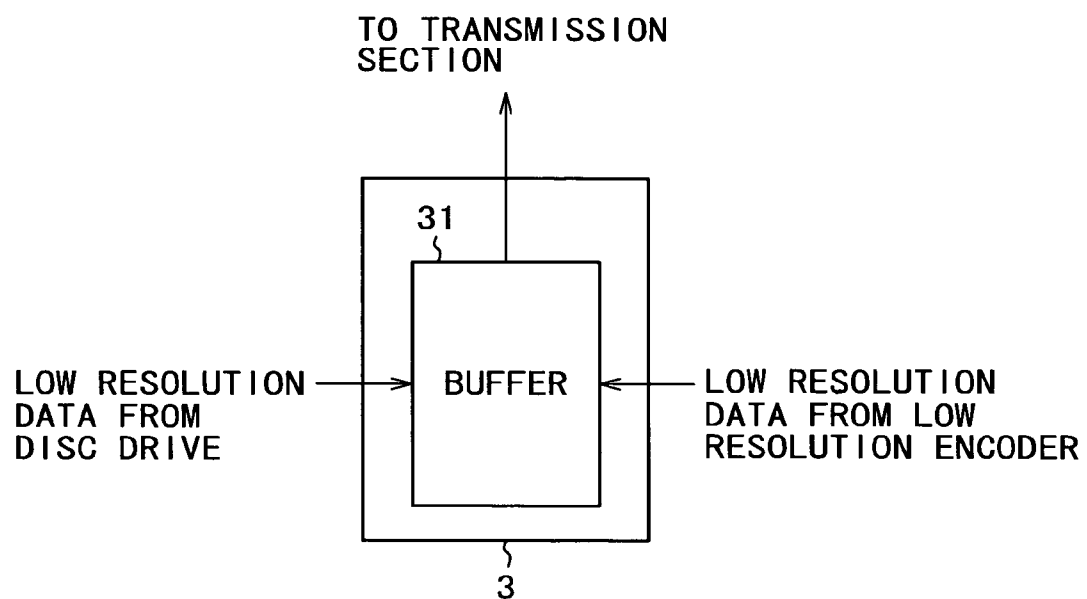 TO TRANSMISSION
SECTION
31
LOW RESOLUTION
DATA FROM
DISC DRIVE
BUFFER
LOW RESOLUTION
DATA FROM LOW
RESOLUTION ENCODER
3